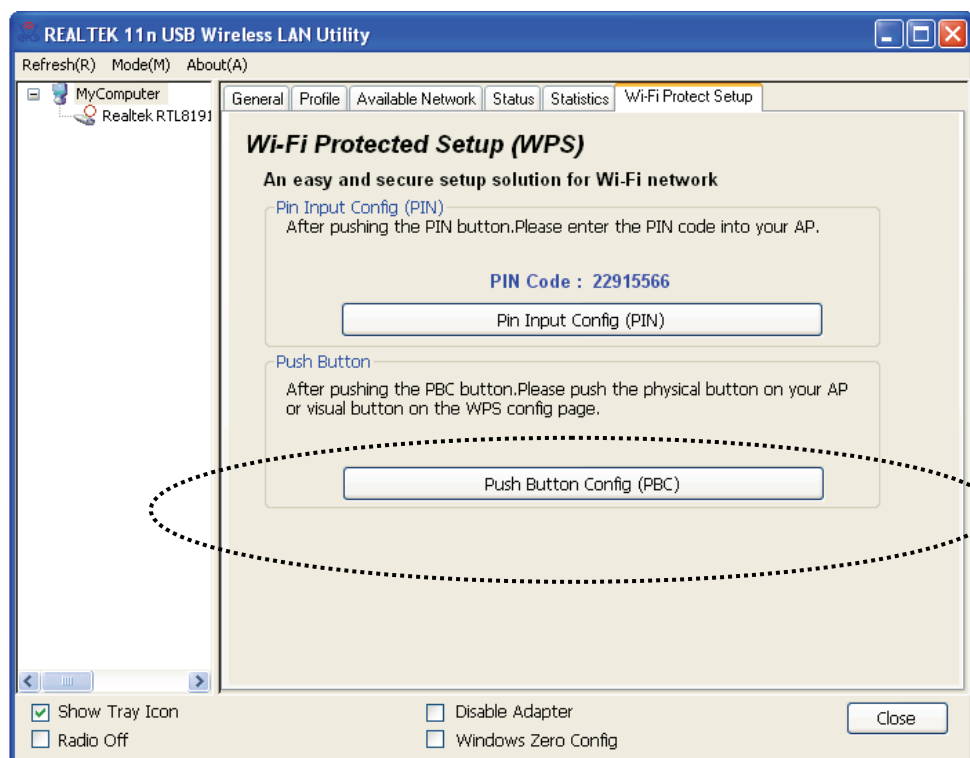 REALTEK 11n USB Wireless LAN Utility
Refresh(R) Mode(M) About(A)
MyComputer
Realtek RTL8191
General Profile Available Network Status Statistics Wi-Fi Protect Setup
Wi-Fi Protected Setup (WPS)
An easy and secure setup solution for Wi-Fi network
Pin Input Config (PIN)
After pushing the PIN button.Please enter the PIN code into your AP.
PIN Code : 22915566
Pin Input Config (PIN)
Push Button
After pushing the PBC button.Please push the physical button on your AP
or visual button on the WPS config page.
Push Button Config (PBC)
Show Tray Icon
Disable Adapter
Close
Radio Off
Windows Zero Config